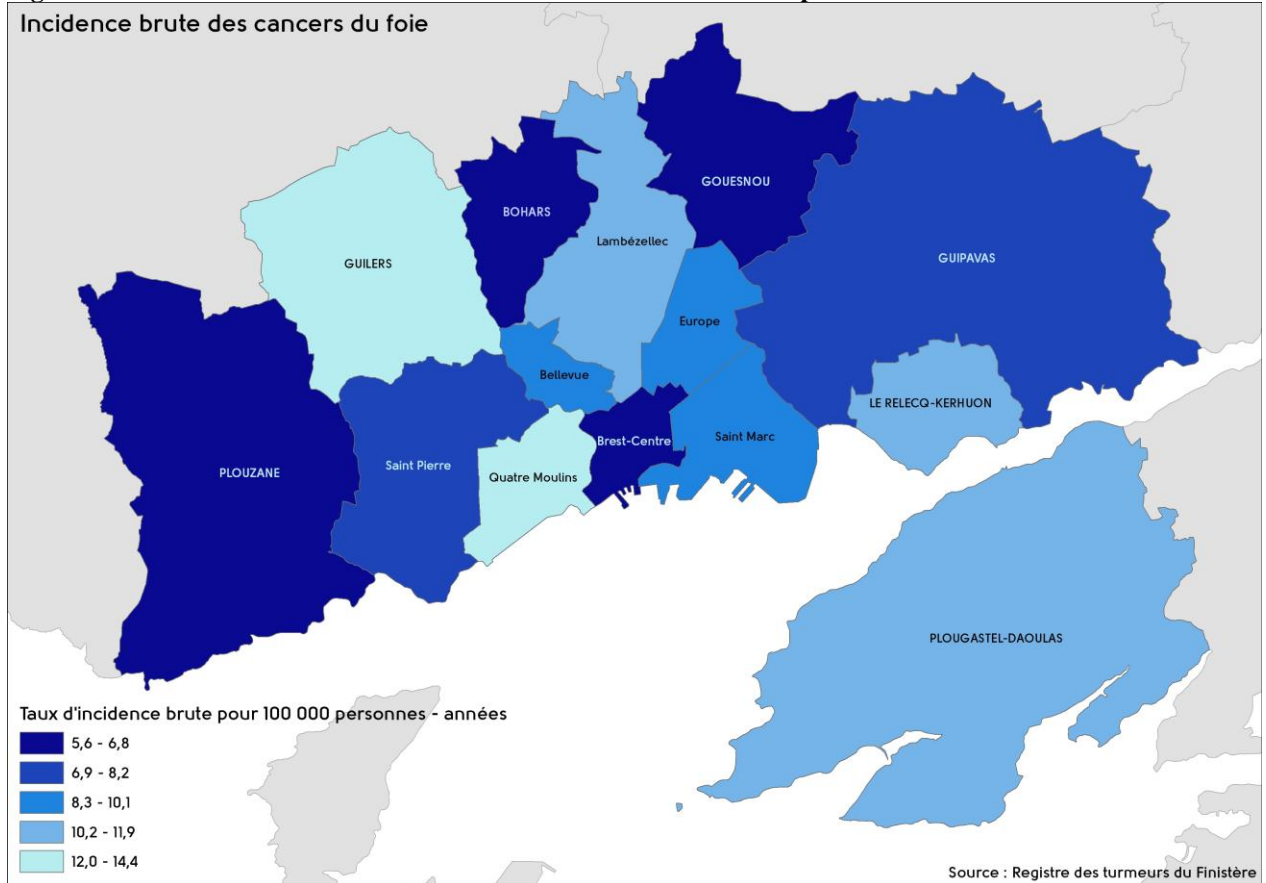 Incidence brute des cancers du foie
GOUESNOU
BOHARS
Lambézellec
GUILERS
GUIPAVAS
Europe
Bellevue
LE RELECQ-KERHUON
Brest-Centre
Saint Marc
PLOUZANE
Saint Pierre
Quatre Moulins
PLOUGASTEL-DAOULAS
Taux d'incidence brute pour 100 000 personnes - années
5,6 - 6,8
6,9 - 8,2
8,3 - 10,1
10,2 - 11,9
12,0 - 14,4
Source : Registre des turmeurs du Finistère